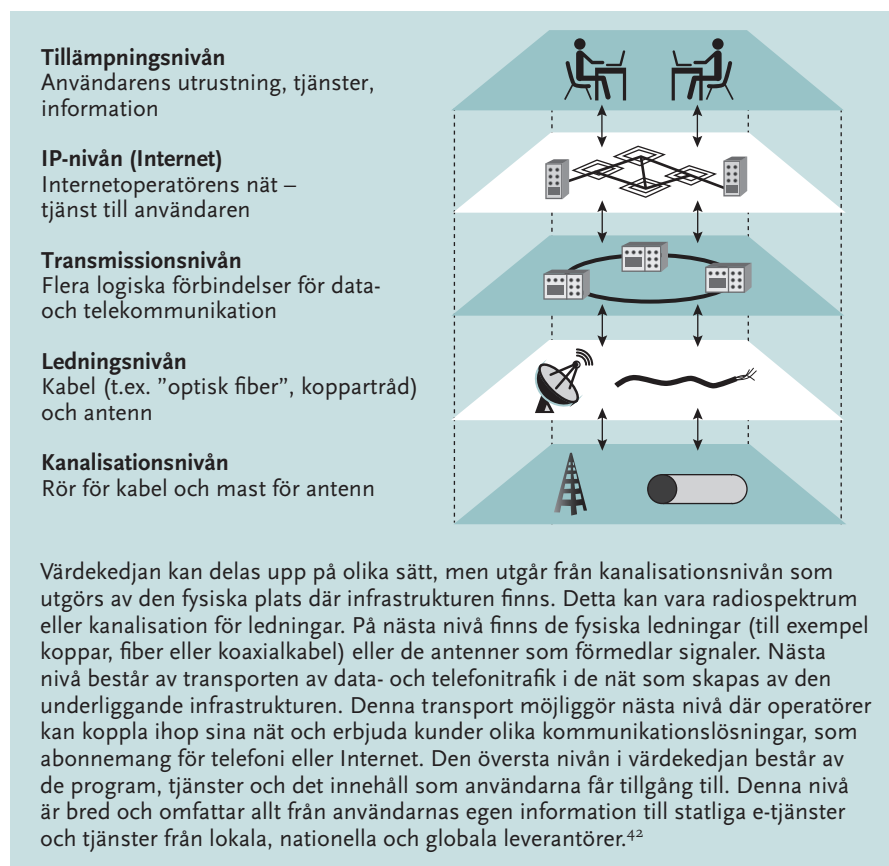 Tillämpningsnivån
Användarens utrustning, tjänster,
information
IP-nivån (Internet)
Internetoperatörens nät –
tjänst till användaren
Transmissionsnivån
Flera logiska förbindelser för data-
och telekommunikation
Ledningsnivån
Kabel (t.ex. ”optisk fiber”, koppartråd)
och antenn
Kanalisationsnivån
Rör för kabel och mast för antenn
Värdekedjan kan delas upp på olika sätt, men utgår från kanalisationsnivån som
utgörs av den fysiska plats där infrastrukturen finns. Detta kan vara radiospektrum
eller kanalisation för ledningar. På nästa nivå finns de fysiska ledningar (till exempel
koppar, fiber eller koaxialkabel) eller de antenner som förmedlar signaler. Nästa
nivå består av transporten av data- och telefonitrafik i de nät som skapas av den
underliggande infrastrukturen. Denna transport möjliggör nästa nivå där operatörer
kan koppla ihop sina nät och erbjuda kunder olika kommunikationslösningar, som
abonnemang för telefoni eller Internet. Den översta nivån i värdekedjan består av
de program, tjänster och det innehåll som användarna får tillgång till. Denna nivå
är bred och omfattar allt från användarnas egen information till statliga e-tjänster
och tjänster från lokala, nationella och globala leverantörer.⁴²